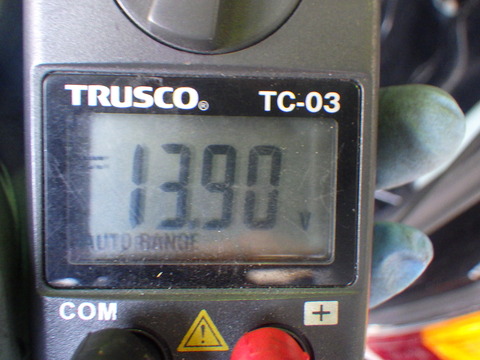 TRUSCO® TC-03
13.90 V
AUTO RANGE
COM +